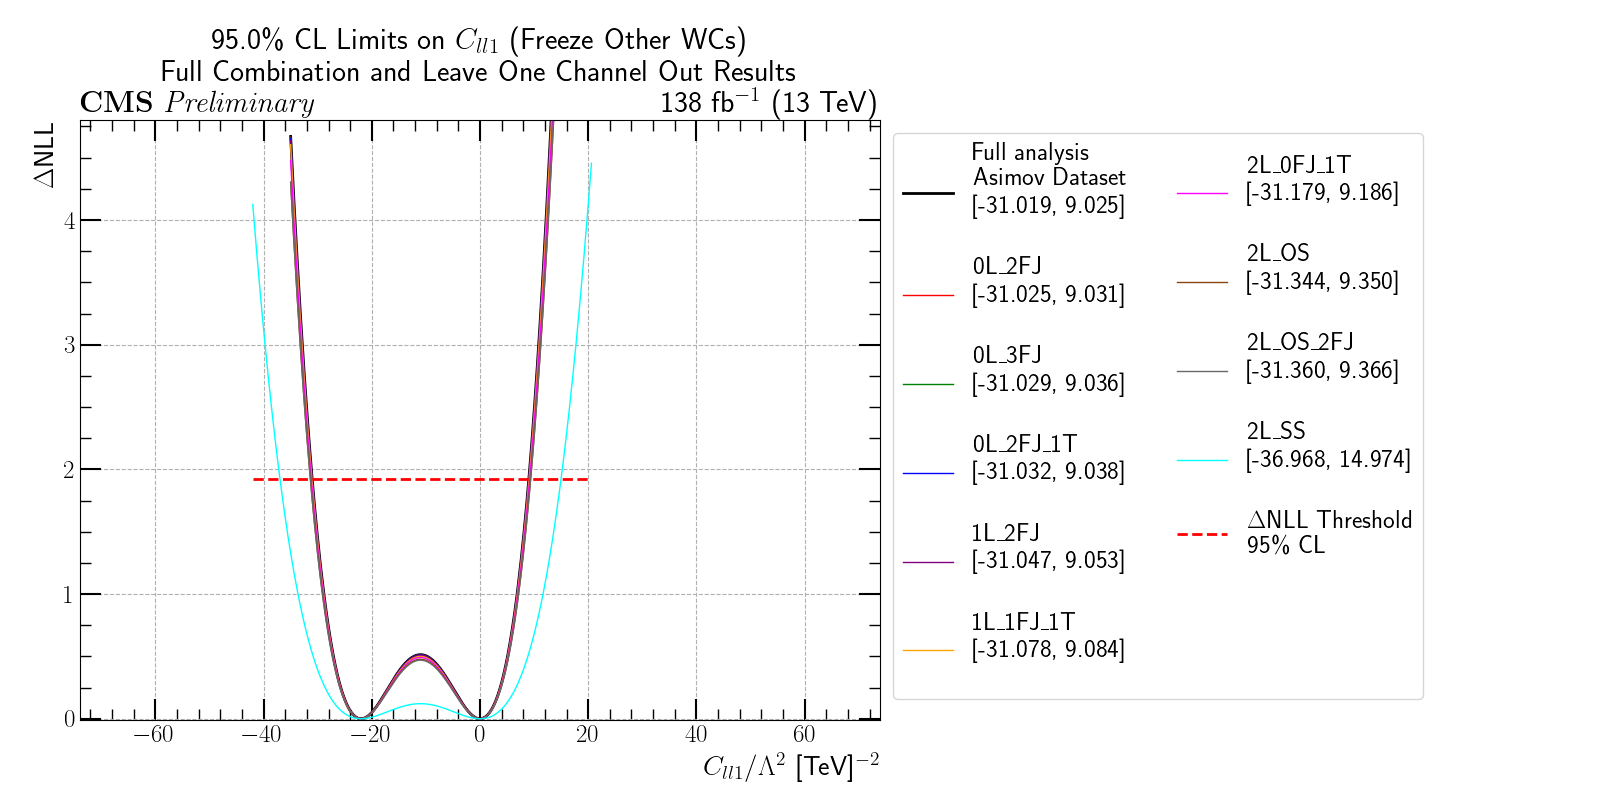 95.0% CL Limits on C_{ll1} (Freeze Other WCs)
Full Combination and Leave One Channel Out Results
CMS Preliminary
138 fb^{-1} (13 TeV)
ΔNLL
4
3
2
1
0
−60
−40
−20
0
20
40
60
C_{ll1}/Λ^2 [TeV]^{−2}
Full analysis
Asimov Dataset
[-31.019, 9.025]
0L_2FJ
[-31.025, 9.031]
0L_3FJ
[-31.029, 9.036]
0L_2FJ_1T
[-31.032, 9.038]
1L_2FJ
[-31.047, 9.053]
1L_1FJ_1T
[-31.078, 9.084]
2L_0FJ_1T
[-31.179, 9.186]
2L_OS
[-31.344, 9.350]
2L_OS_2FJ
[-31.360, 9.366]
2L_SS
[-36.968, 14.974]
ΔNLL Threshold
95% CL